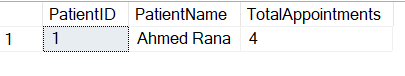 PatientID PatientName TotalAppointments
1 1 Ahmed Rana 4